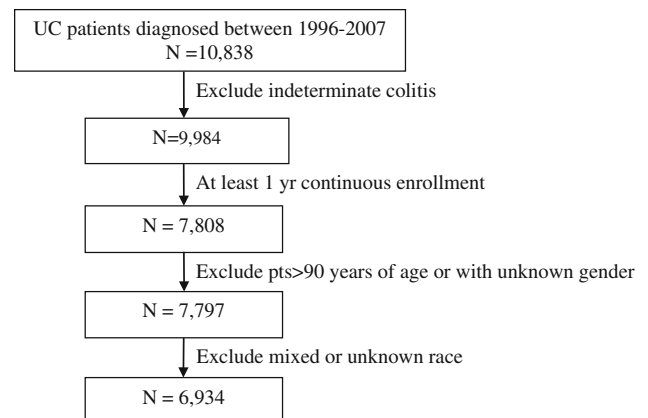 UC patients diagnosed between 1996-2007
N =10,838
Exclude indeterminate colitis
N=9,984
At least 1 yr continuous enrollment
N = 7,808
Exclude pts>90 years of age or with unknown gender
N = 7,797
Exclude mixed or unknown race
N = 6,934